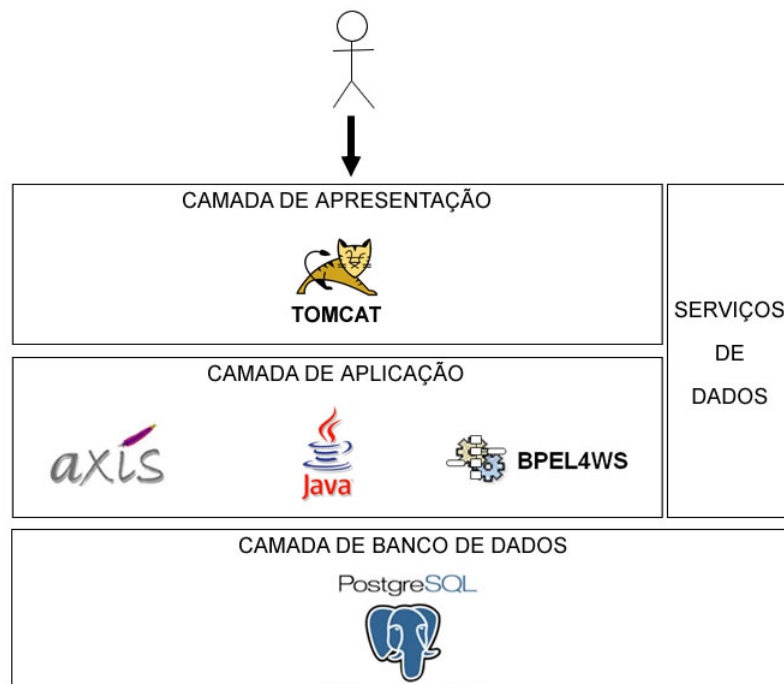 CAMADA DE APRESENTAÇÃO
TOMCAT
SERVIÇOS
DE
DADOS
CAMADA DE APLICAÇÃO
axis
Java
BPEL4WS
CAMADA DE BANCO DE DADOS
PostgreSQL